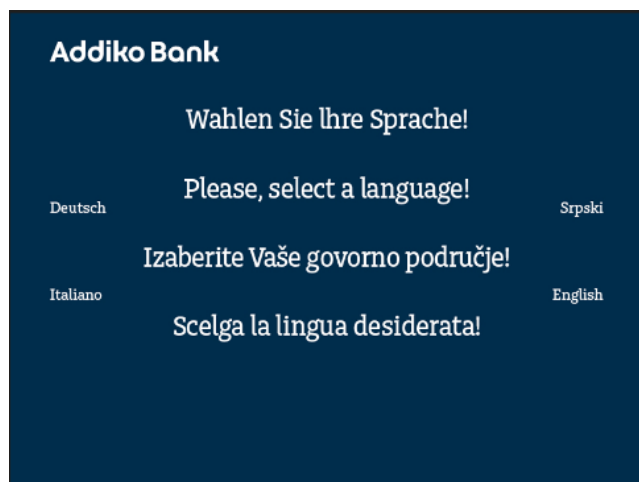 Addiko Bank
Wahlen Sie lhre Sprache!
Please, select a language!
Deutsch
Srpski
Izaberite Vaše govorno područje!
Italiano
English
Scelga la lingua desiderata!